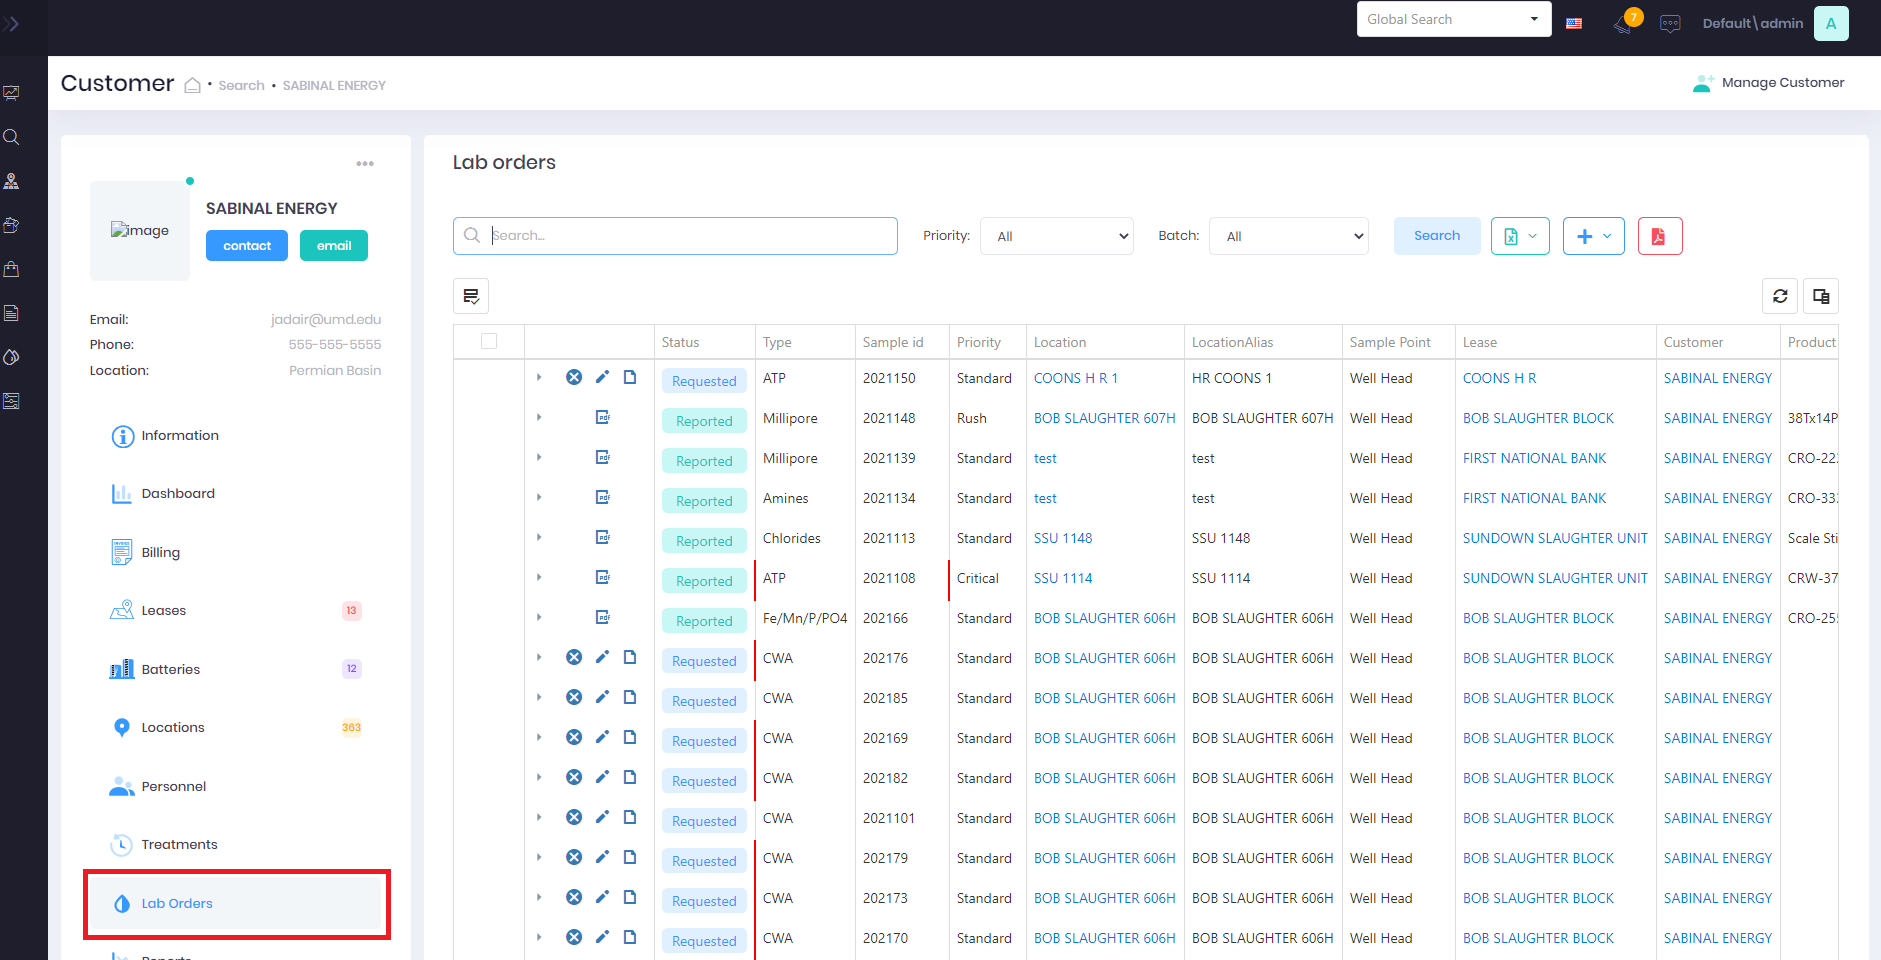 Global Search
7
Default\admin
A
Customer • Search • SABINAL ENERGY
Manage Customer
image
SABINAL ENERGY
contact email
Email: jadair@umd.edu
Phone: 555-555-5555
Location: Permian Basin
Information
Dashboard
Billing
Leases 13
Batteries 12
Locations 363
Personnel
Treatments
Lab Orders
Reports
Lab orders
Search... Priority: All Batch: All Search
Status Type Sample id Priority Location LocationAlias Sample Point Lease Customer Product
Requested ATP 2021150 Standard COONS H R 1 HR COONS 1 Well Head COONS H R SABINAL ENERGY
Reported Millipore 2021148 Rush BOB SLAUGHTER 607H BOB SLAUGHTER 607H Well Head BOB SLAUGHTER BLOCK SABINAL ENERGY 38Tx14P
Reported Millipore 2021139 Standard test test Well Head FIRST NATIONAL BANK SABINAL ENERGY CRO-22
Reported Amines 2021134 Standard test test Well Head FIRST NATIONAL BANK SABINAL ENERGY CRO-33
Reported Chlorides 2021113 Standard SSU 1148 SSU 1148 Well Head SUNDOWN SLAUGHTER UNIT SABINAL ENERGY Scale Sti
Reported ATP 2021108 Critical SSU 1114 SSU 1114 Well Head SUNDOWN SLAUGHTER UNIT SABINAL ENERGY CRW-37
Reported Fe/Mn/P/PO4 202166 Standard BOB SLAUGHTER 606H BOB SLAUGHTER 606H Well Head BOB SLAUGHTER BLOCK SABINAL ENERGY CRO-25
Requested CWA 202176 Standard BOB SLAUGHTER 606H BOB SLAUGHTER 606H Well Head BOB SLAUGHTER BLOCK SABINAL ENERGY
Requested CWA 202185 Standard BOB SLAUGHTER 606H BOB SLAUGHTER 606H Well Head BOB SLAUGHTER BLOCK SABINAL ENERGY
Requested CWA 202169 Standard BOB SLAUGHTER 606H BOB SLAUGHTER 606H Well Head BOB SLAUGHTER BLOCK SABINAL ENERGY
Requested CWA 202182 Standard BOB SLAUGHTER 606H BOB SLAUGHTER 606H Well Head BOB SLAUGHTER BLOCK SABINAL ENERGY
Requested CWA 2021101 Standard BOB SLAUGHTER 606H BOB SLAUGHTER 606H Well Head BOB SLAUGHTER BLOCK SABINAL ENERGY
Requested CWA 202179 Standard BOB SLAUGHTER 606H BOB SLAUGHTER 606H Well Head BOB SLAUGHTER BLOCK SABINAL ENERGY
Requested CWA 202173 Standard BOB SLAUGHTER 606H BOB SLAUGHTER 606H Well Head BOB SLAUGHTER BLOCK SABINAL ENERGY
Requested CWA 202170 Standard BOB SLAUGHTER 606H BOB SLAUGHTER 606H Well Head BOB SLAUGHTER BLOCK SABINAL ENERGY